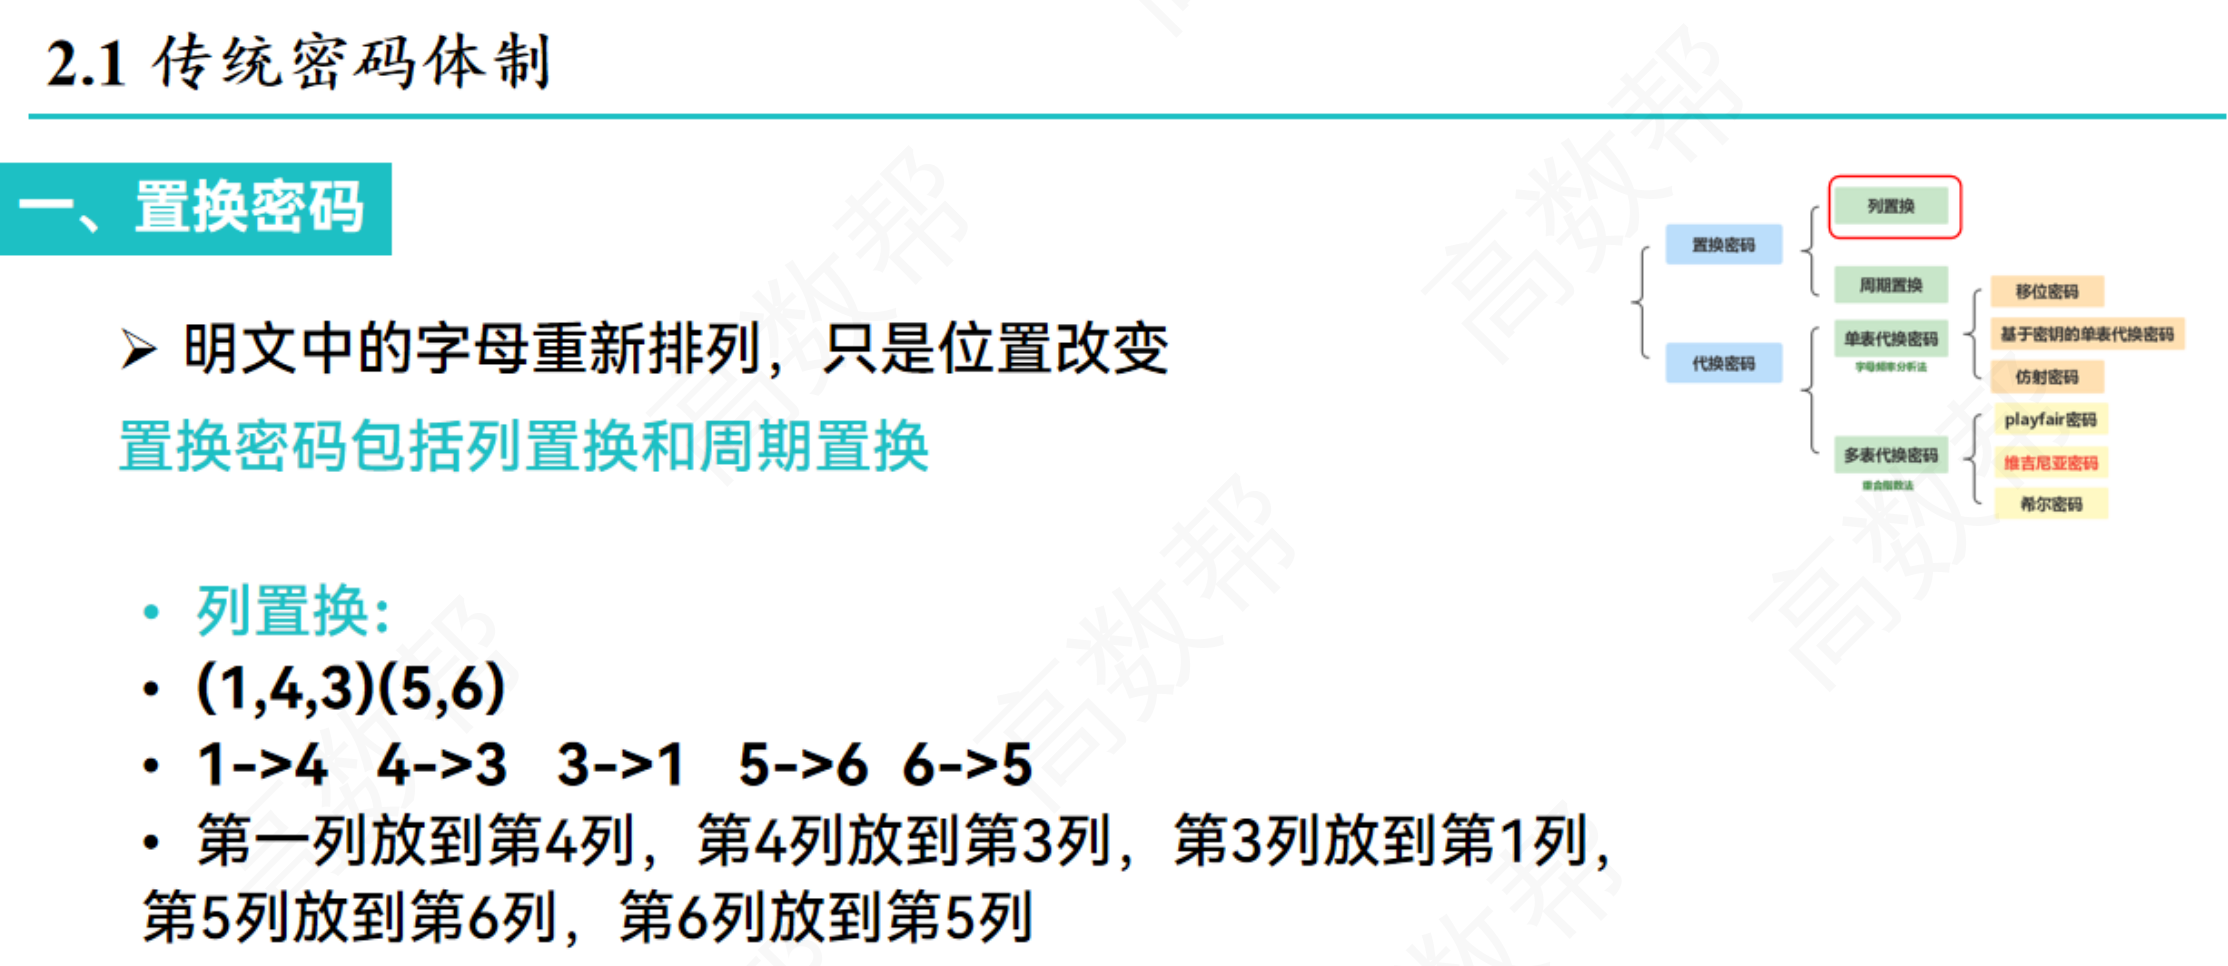 2.1 传统密码体制
一、置换密码
➢ 明文中的字母重新排列，只是位置改变
置换密码包括列置换和周期置换
• 列置换：
• (1,4,3)(5,6)
• 1->4 4->3 3->1 5->6 6->5
• 第一列放到第4列，第4列放到第3列，第3列放到第1列，
第5列放到第6列，第6列放到第5列
列置换
置换密码
周期置换
移位密码
单表代换密码
字母频率分析法
基于密钥的单表代换密码
代换密码
仿射密码
playfair密码
多表代换密码
重合指数法
维吉尼亚密码
希尔密码
高数帮
高数帮
高数帮
高数帮
高数帮
高数帮